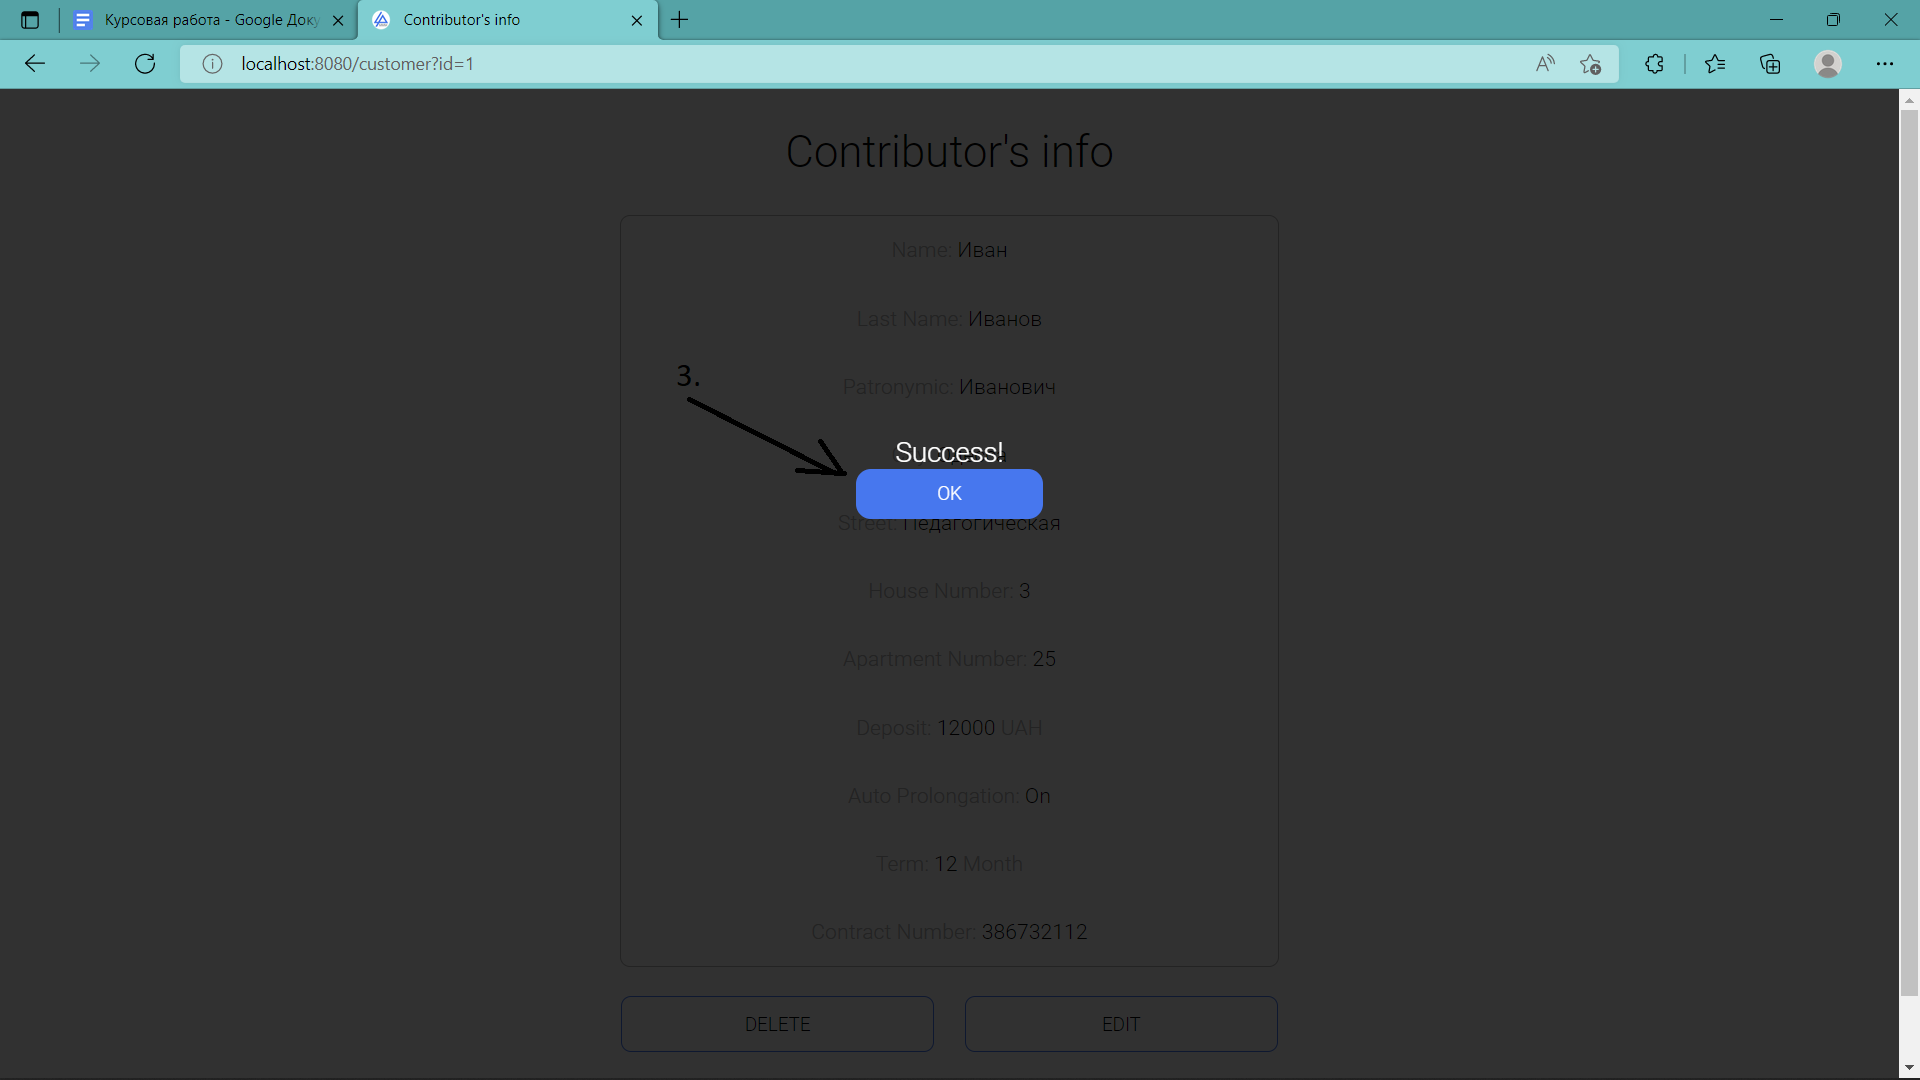 Курсовая работа - Google Доку
Contributor's info
localhost:8080/customer?id=1
Contributor's info
Name: Иван
Last Name: Иванов
3.
Patronymic: Иванович
Success!
OK
Street: Педагогическая
House Number: 3
Apartment Number: 25
Deposit: 12000 UAH
Auto Prolongation: On
Term: 12 Month
Contract Number: 386732112
DELETE
EDIT